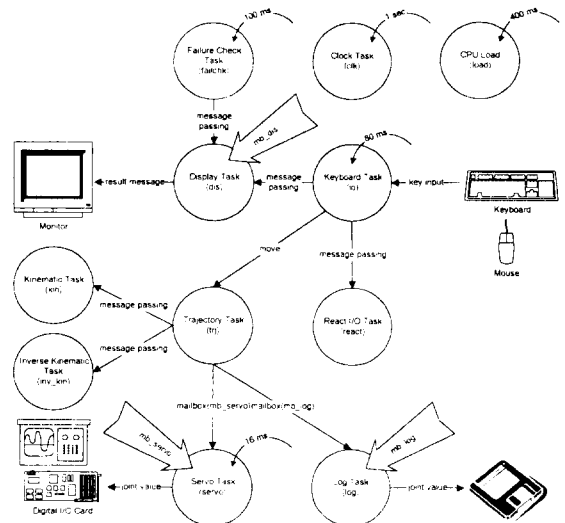 100 ms
1 sec
400 ms
Failure Check
Task
(failchk)
Clock Task
(clk)
CPU Load
(load)
message
passing
mb_dis
80 ms
Monitor
result message
Display Task
(dis)
message
passing
Keyboard Task
key input
Keyboard
Mouse
move
message passing
Kinematic Task
(kin)
message passing
Trajectory Task
(trj)
React I/O Task
react)
message passing
Inverse Kinematic
Task
(inv_kin)
mailbox(mb_servo)
mailbox(mb_log)
mb_servo
16 ms
mb_log
Digital I/O Card
joint value
Servo Task
(servo)
Log Task
(log)
joint value